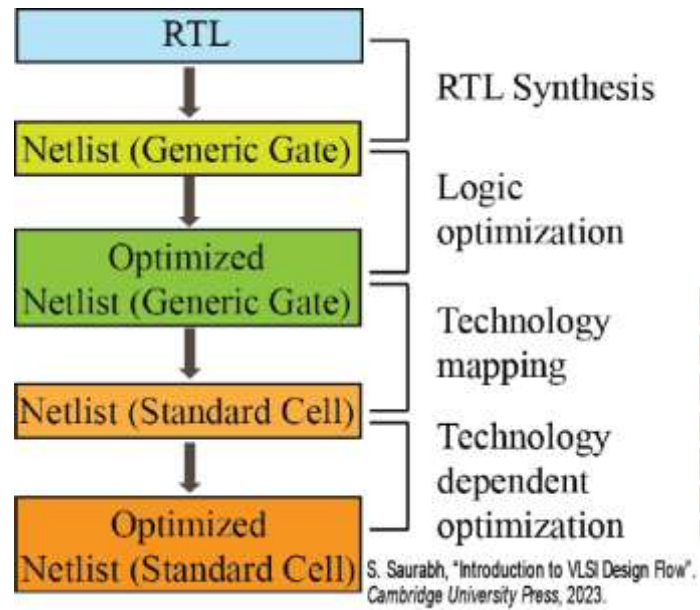 RTL
RTL Synthesis
Netlist (Generic Gate)
Logic
optimization
Optimized
Netlist (Generic Gate)
Technology
mapping
Netlist (Standard Cell)
Technology
dependent
optimization
Optimized
Netlist (Standard Cell)
S. Saurabh, "Introduction to VLSI Design Flow".
Cambridge University Press, 2023.